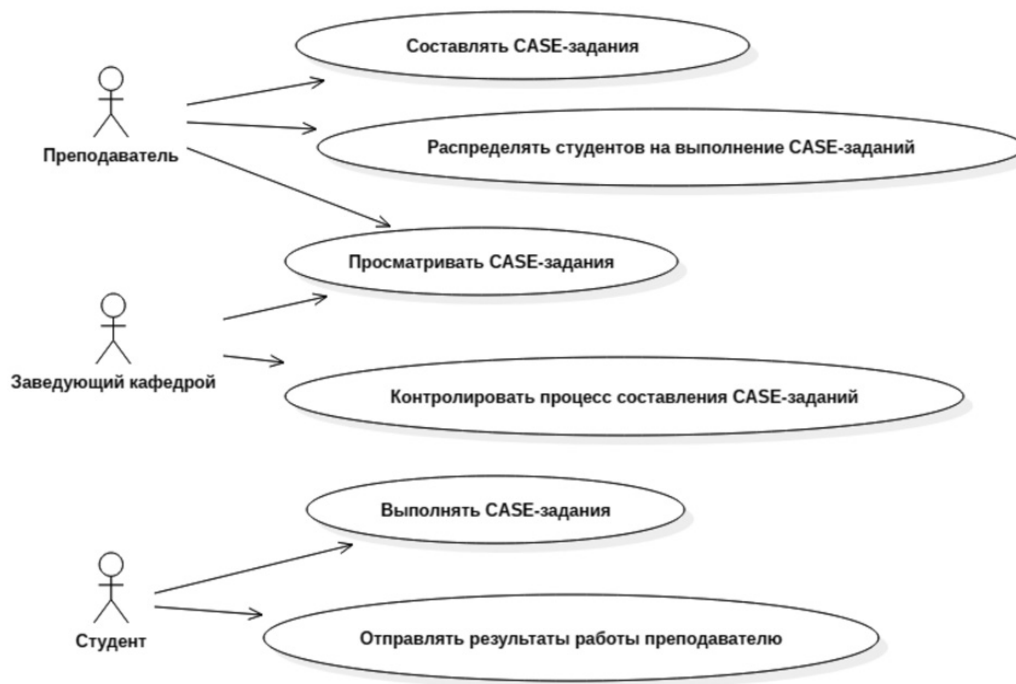 Составлять CASE-задания
Распределять студентов на выполнение CASE-заданий
Преподаватель
Просматривать CASE-задания
Заведующий кафедрой
Контролировать процесс составления CASE-заданий
Выполнять CASE-задания
Студент
Отправлять результаты работы преподавателю